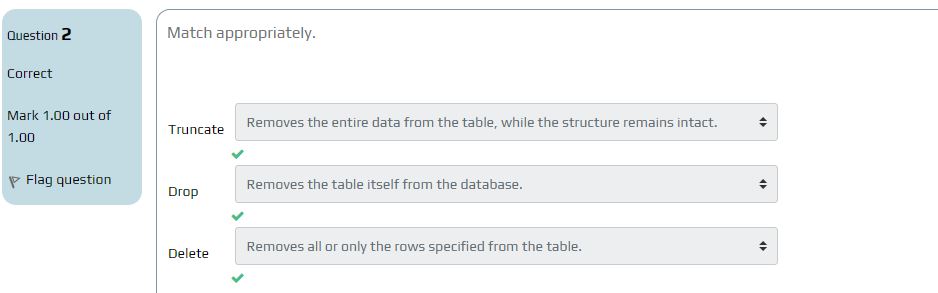 Question 2
Correct
Mark 1.00 out of
1.00
Flag question
Match appropriately.
Truncate Removes the entire data from the table, while the structure remains intact.
Drop Removes the table itself from the database.
Delete Removes all or only the rows specified from the table.